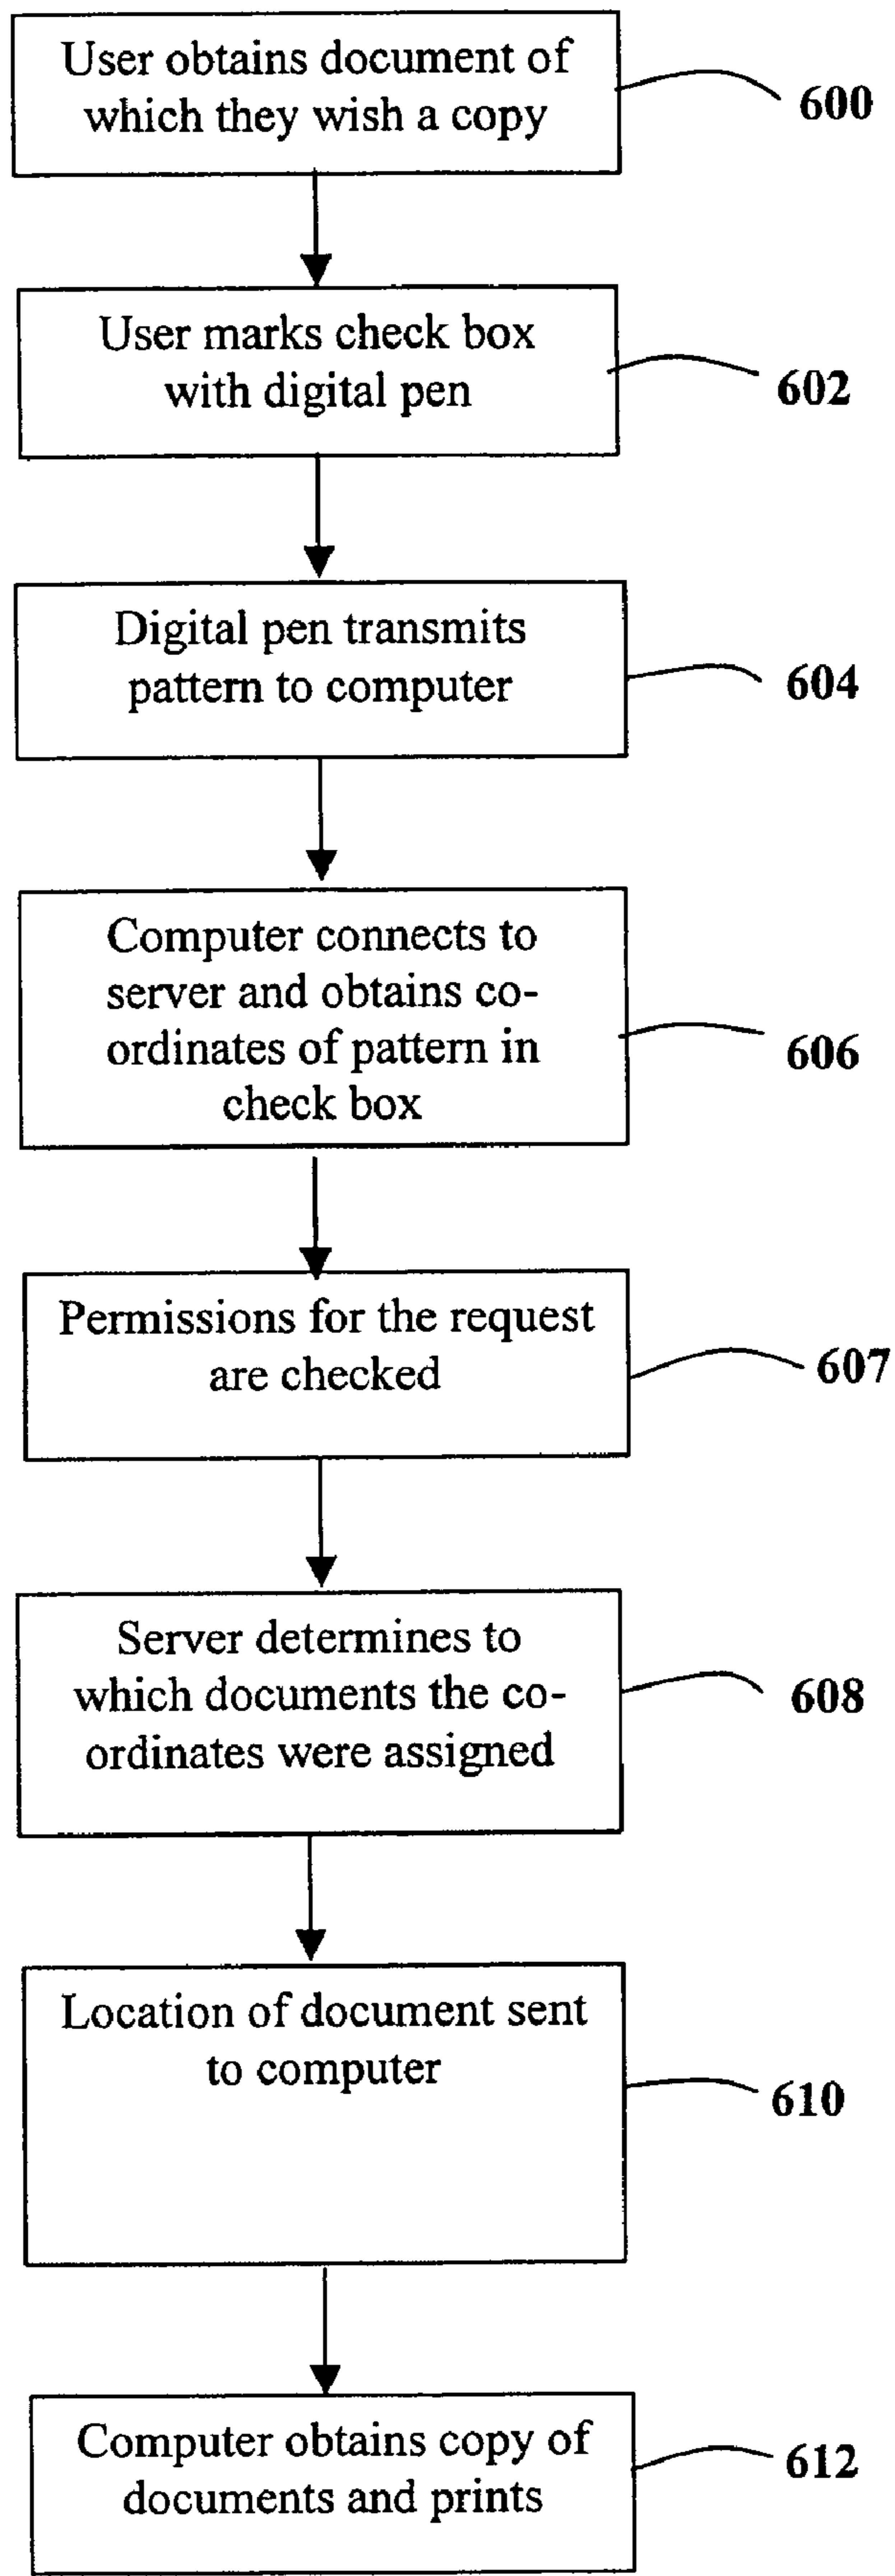 User obtains document of
which they wish a copy
600
User marks check box
with digital pen
602
Digital pen transmits
pattern to computer
604
Computer connects to
server and obtains co-
ordinates of pattern in
check box
606
Permissions for the request
are checked
607
Server determines to
which documents the co-
ordinates were assigned
608
Location of document sent
to computer
610
Computer obtains copy of
documents and prints
612